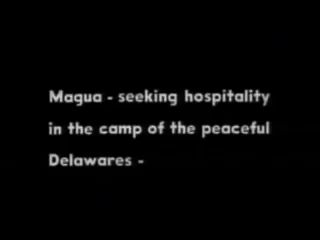 Magua - seeking hospitality
in the camp of the peaceful
Delawares -